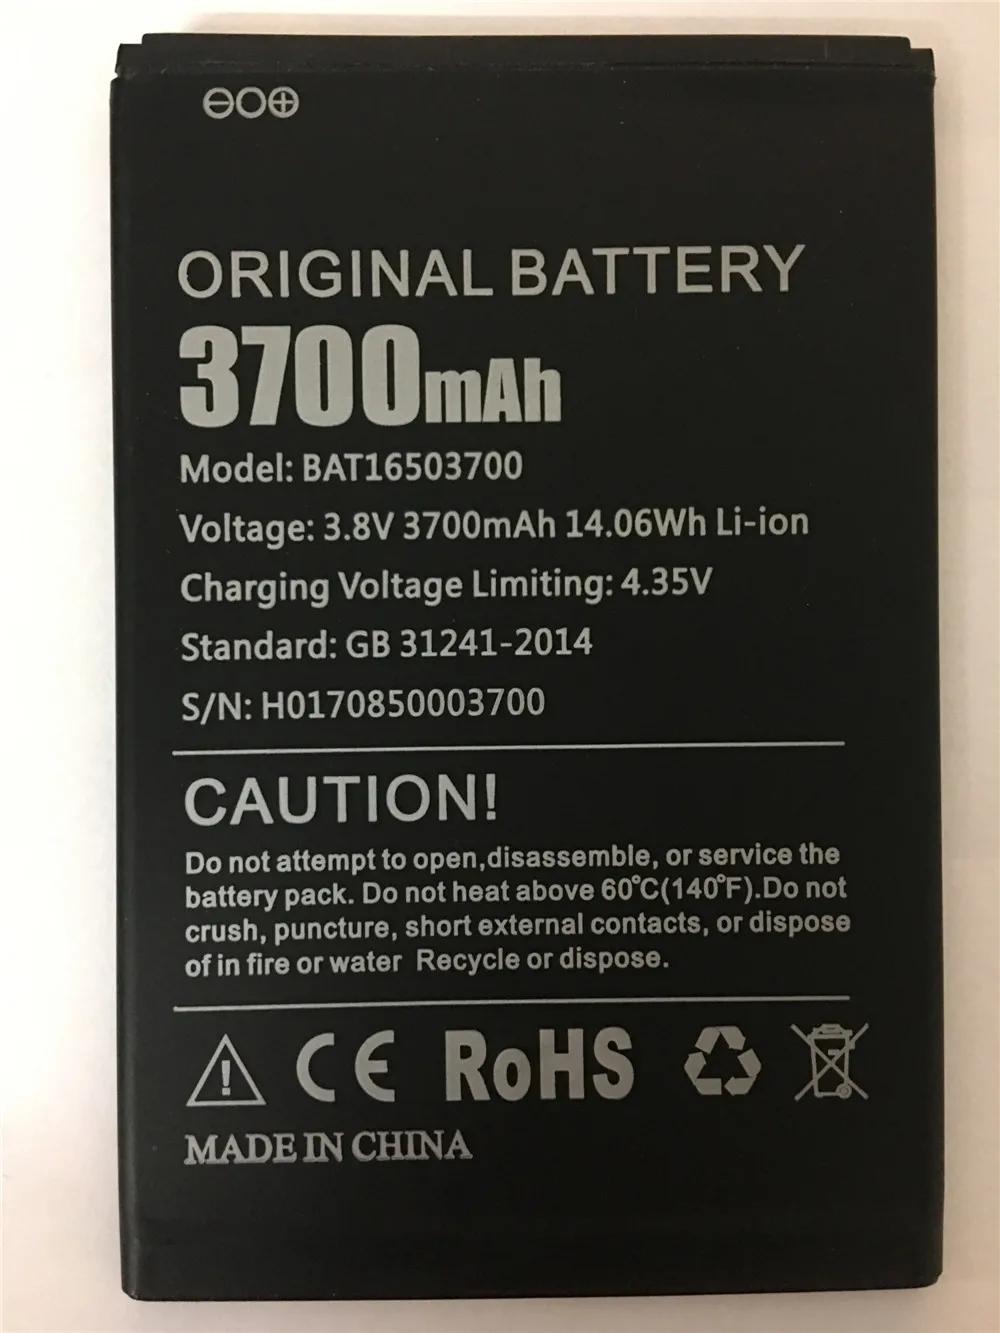 ORIGINAL BATTERY
3700mAh
Model: BAT16503700
Voltage: 3.8V 3700mAh 14.06Wh Li-ion
Charging Voltage Limiting: 4.35V
Standard: GB 31241-2014
S/N: H0170850003700
CAUTION!
Do not attempt to open,disassemble, or service the
battery pack. Do not heat above 60°C(140°F).Do not
crush, puncture, short external contacts, or dispose
of in fire or water Recycle or dispose.
CE RoHS
MADE IN CHINA